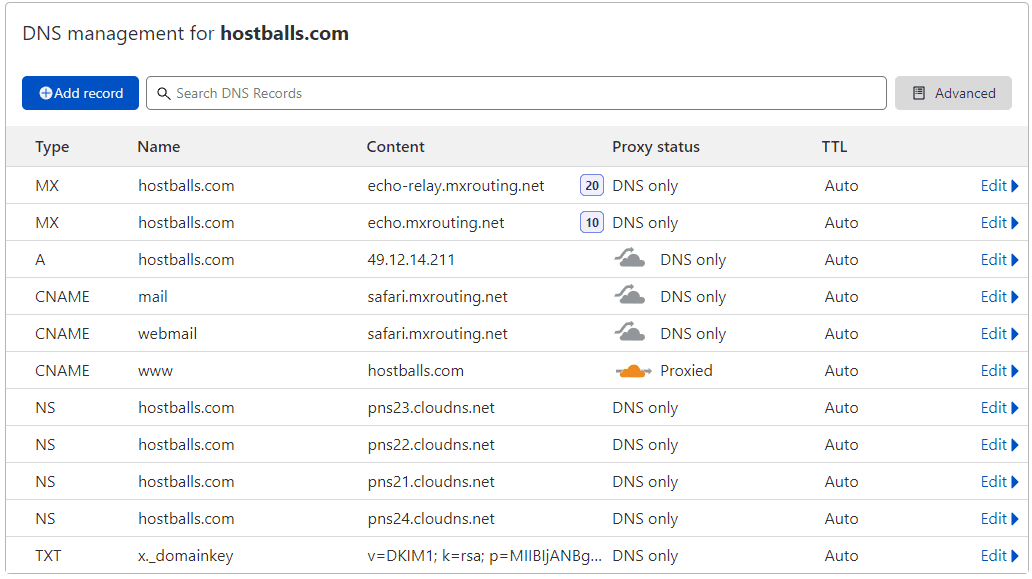 DNS management for hostballs.com
Add record Search DNS Records Advanced
Type Name Content Proxy status TTL
MX hostballs.com echo-relay.mxrouting.net 20 DNS only Auto Edit
MX hostballs.com echo.mxrouting.net 10 DNS only Auto Edit
A hostballs.com 49.12.14.211 DNS only Auto Edit
CNAME mail safari.mxrouting.net DNS only Auto Edit
CNAME webmail safari.mxrouting.net DNS only Auto Edit
CNAME www hostballs.com Proxied Auto Edit
NS hostballs.com pns23.cloudns.net DNS only Auto Edit
NS hostballs.com pns22.cloudns.net DNS only Auto Edit
NS hostballs.com pns21.cloudns.net DNS only Auto Edit
NS hostballs.com pns24.cloudns.net DNS only Auto Edit
TXT x._domainkey v=DKIM1; k=rsa; p=MIIBIjANBg... DNS only Auto Edit